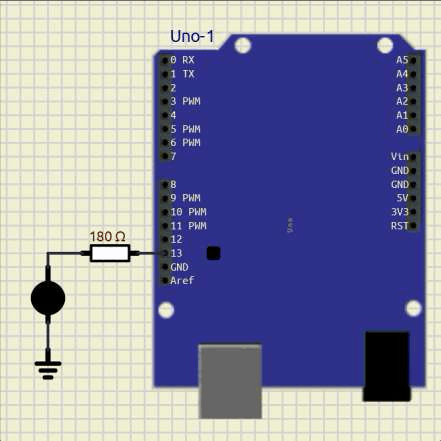 Uno-1
0 RX
1 TX
2
3 PWM
4
5 PWM
6 PWM
7
8
9 PWM
10 PWM
11 PWM
12
13
GND
Aref
180 Ω
A5
A4
A3
A2
A1
A0
Vin
GND
GND
5V
3V3
RST
Uno